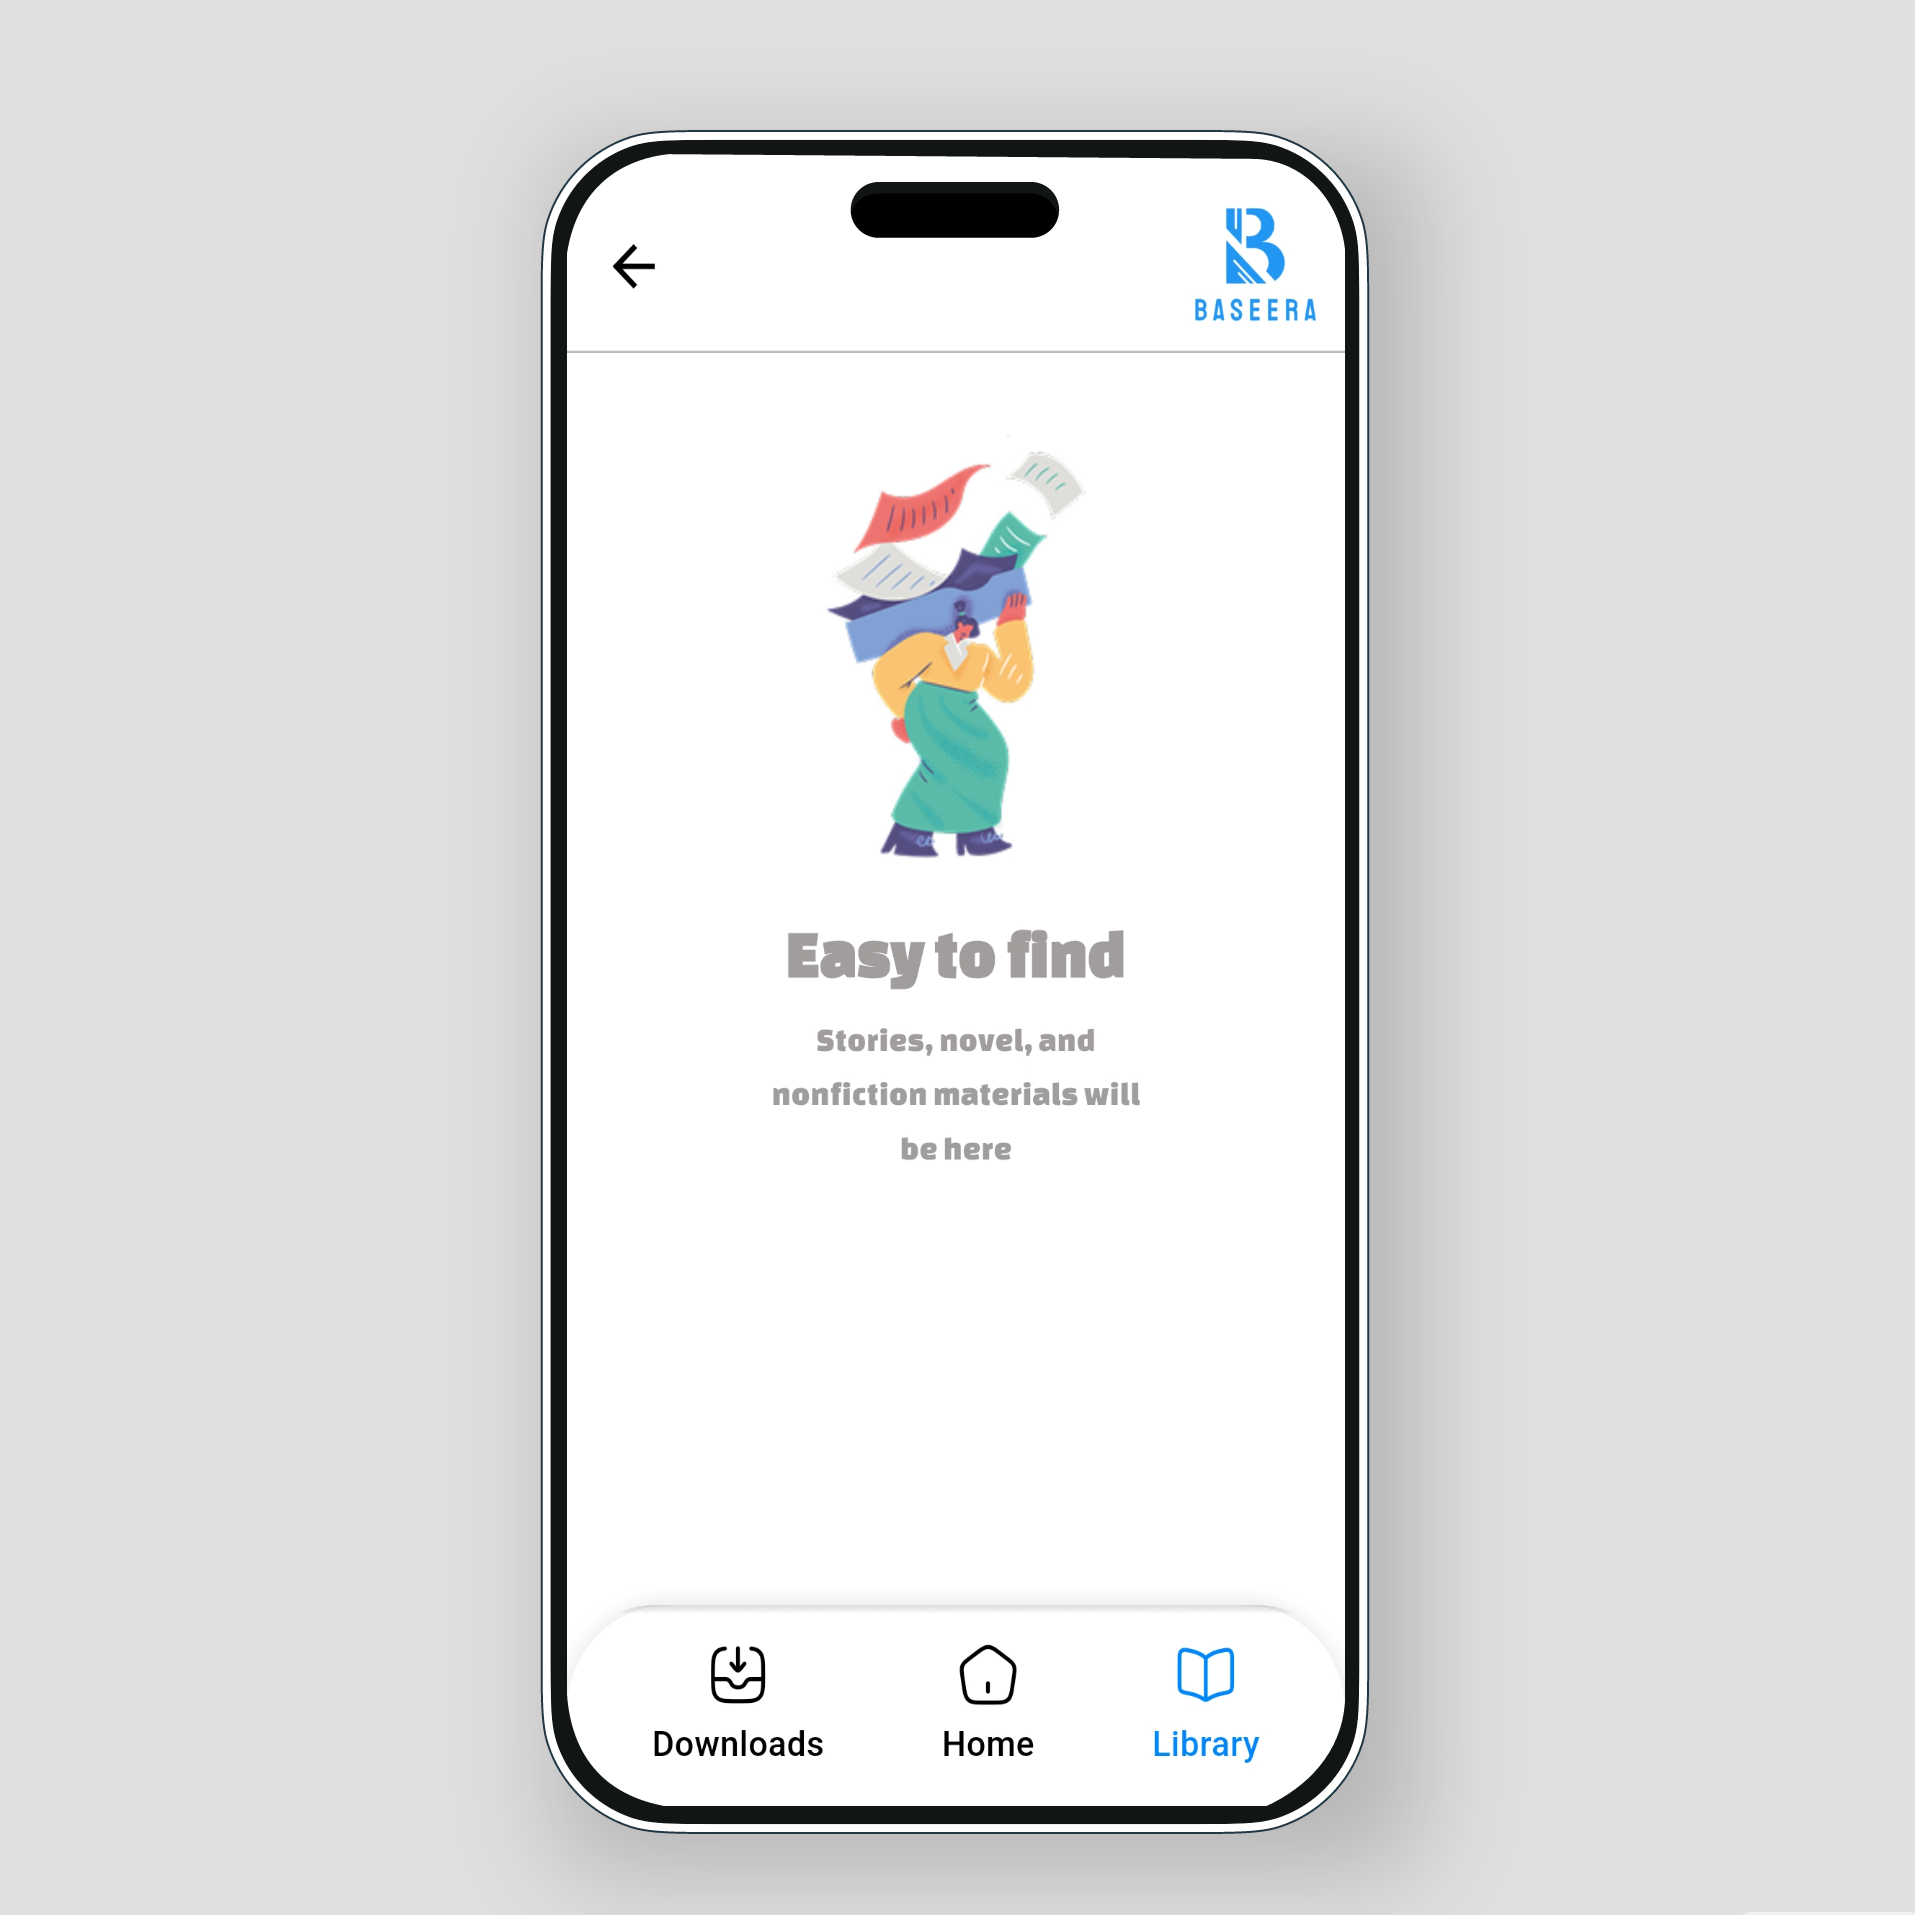 BASEERA
Easy to find
Stories, novel, and
nonfiction materials will
be here
Downloads
Home
Library